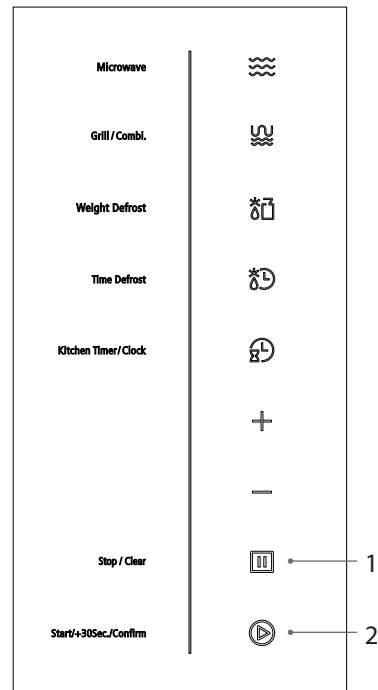 Microwave
Grill / Combi.
Weight Defrost
Time Defrost
Kitchen Timer/Clock
Stop / Clear
1
Start/+30Sec./Confirm
2